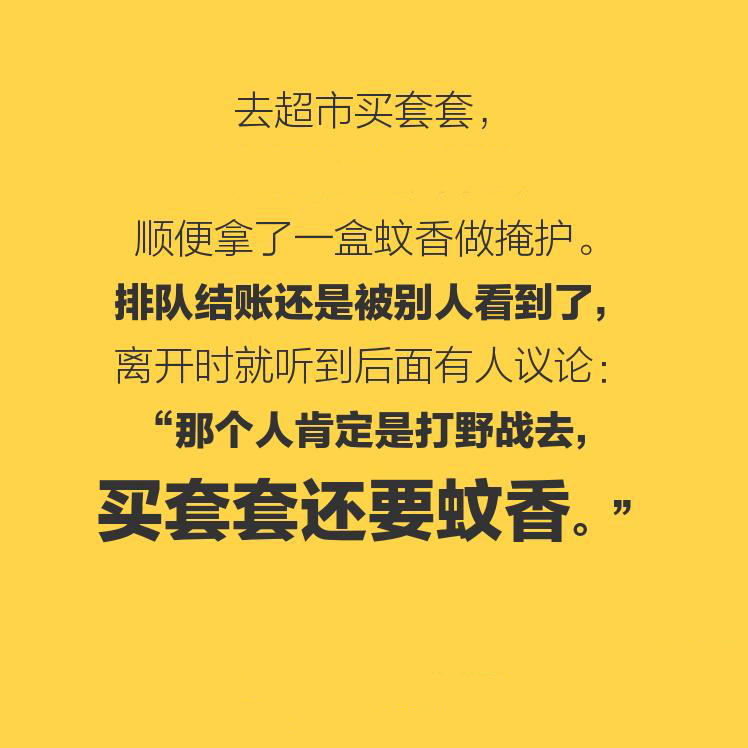 去超市买套套，
顺便拿了一盒蚊香做掩护。
排队结账还是被别人看到了，
离开时就听到后面有人议论：
“那个人肯定是打野战去，
买套套还要蚊香。”